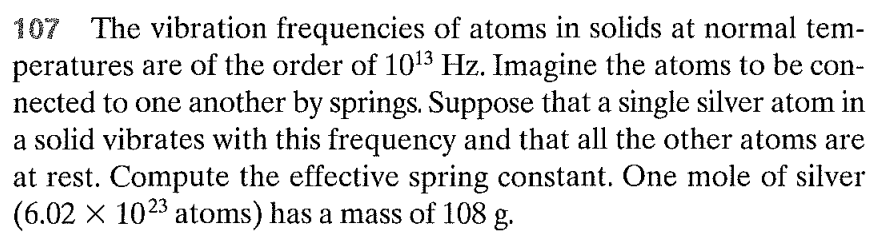 107 The vibration frequencies of atoms in solids at normal tem-
peratures are of the order of 10¹³ Hz. Imagine the atoms to be con-
nected to one another by springs. Suppose that a single silver atom in
a solid vibrates with this frequency and that all the other atoms are
at rest. Compute the effective spring constant. One mole of silver
(6.02 × 10²³ atoms) has a mass of 108 g.